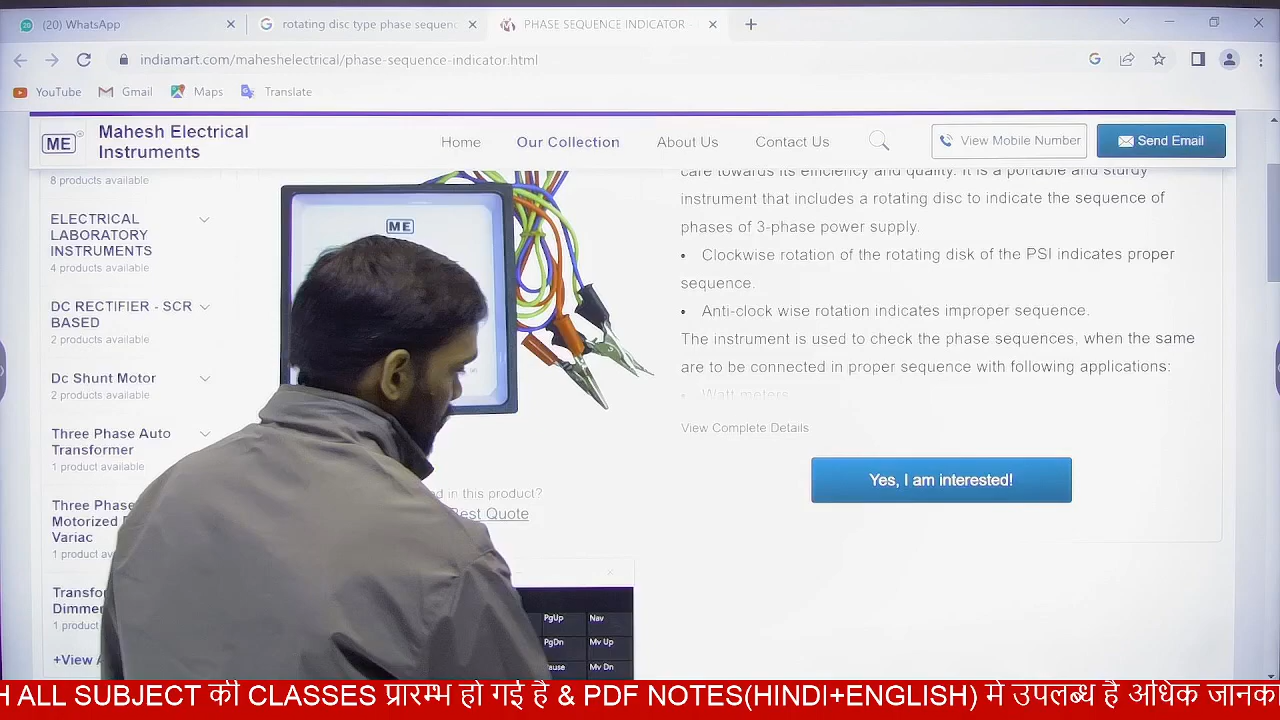 (20) WhatsApp
rotating disc type phase sequenc
PHASE SEQUENCE INDICATOR -
indiamart.com/maheshelectrical/phase-sequence-indicator.html
YouTube
Gmail
Maps
Translate
ME
Mahesh Electrical
Instruments
Home
Our Collection
About Us
Contact Us
View Mobile Number
Send Email
8 products available
ELECTRICAL
LABORATORY
INSTRUMENTS
4 products available
DC RECTIFIER - SCR
BASED
2 products available
Dc Shunt Motor
2 products available
Three Phase Auto
Transformer
1 product available
Three Phase
Motorized
Variac
1 product
Transfo
Dimmer
1 product
+View
ME
care towards its efficiency and quality. It is a portable and sturdy
instrument that includes a rotating disc to indicate the sequence of
phases of 3-phase power supply.
• Clockwise rotation of the rotating disk of the PSI indicates proper
sequence.
• Anti-clock wise rotation indicates improper sequence.
The instrument is used to check the phase sequences, when the same
are to be connected in proper sequence with following applications:
• Watt meters
View Complete Details
Yes, I am interested!
in this product?
Best Quote
PgUp Nav
PgDn Mv Up
ause Mv Dn
H ALL SUBJECT की CLASSES प्रारम्भ हो गई है & PDF NOTES(HINDI+ENGLISH) में उपलब्ध है अधिक जानक